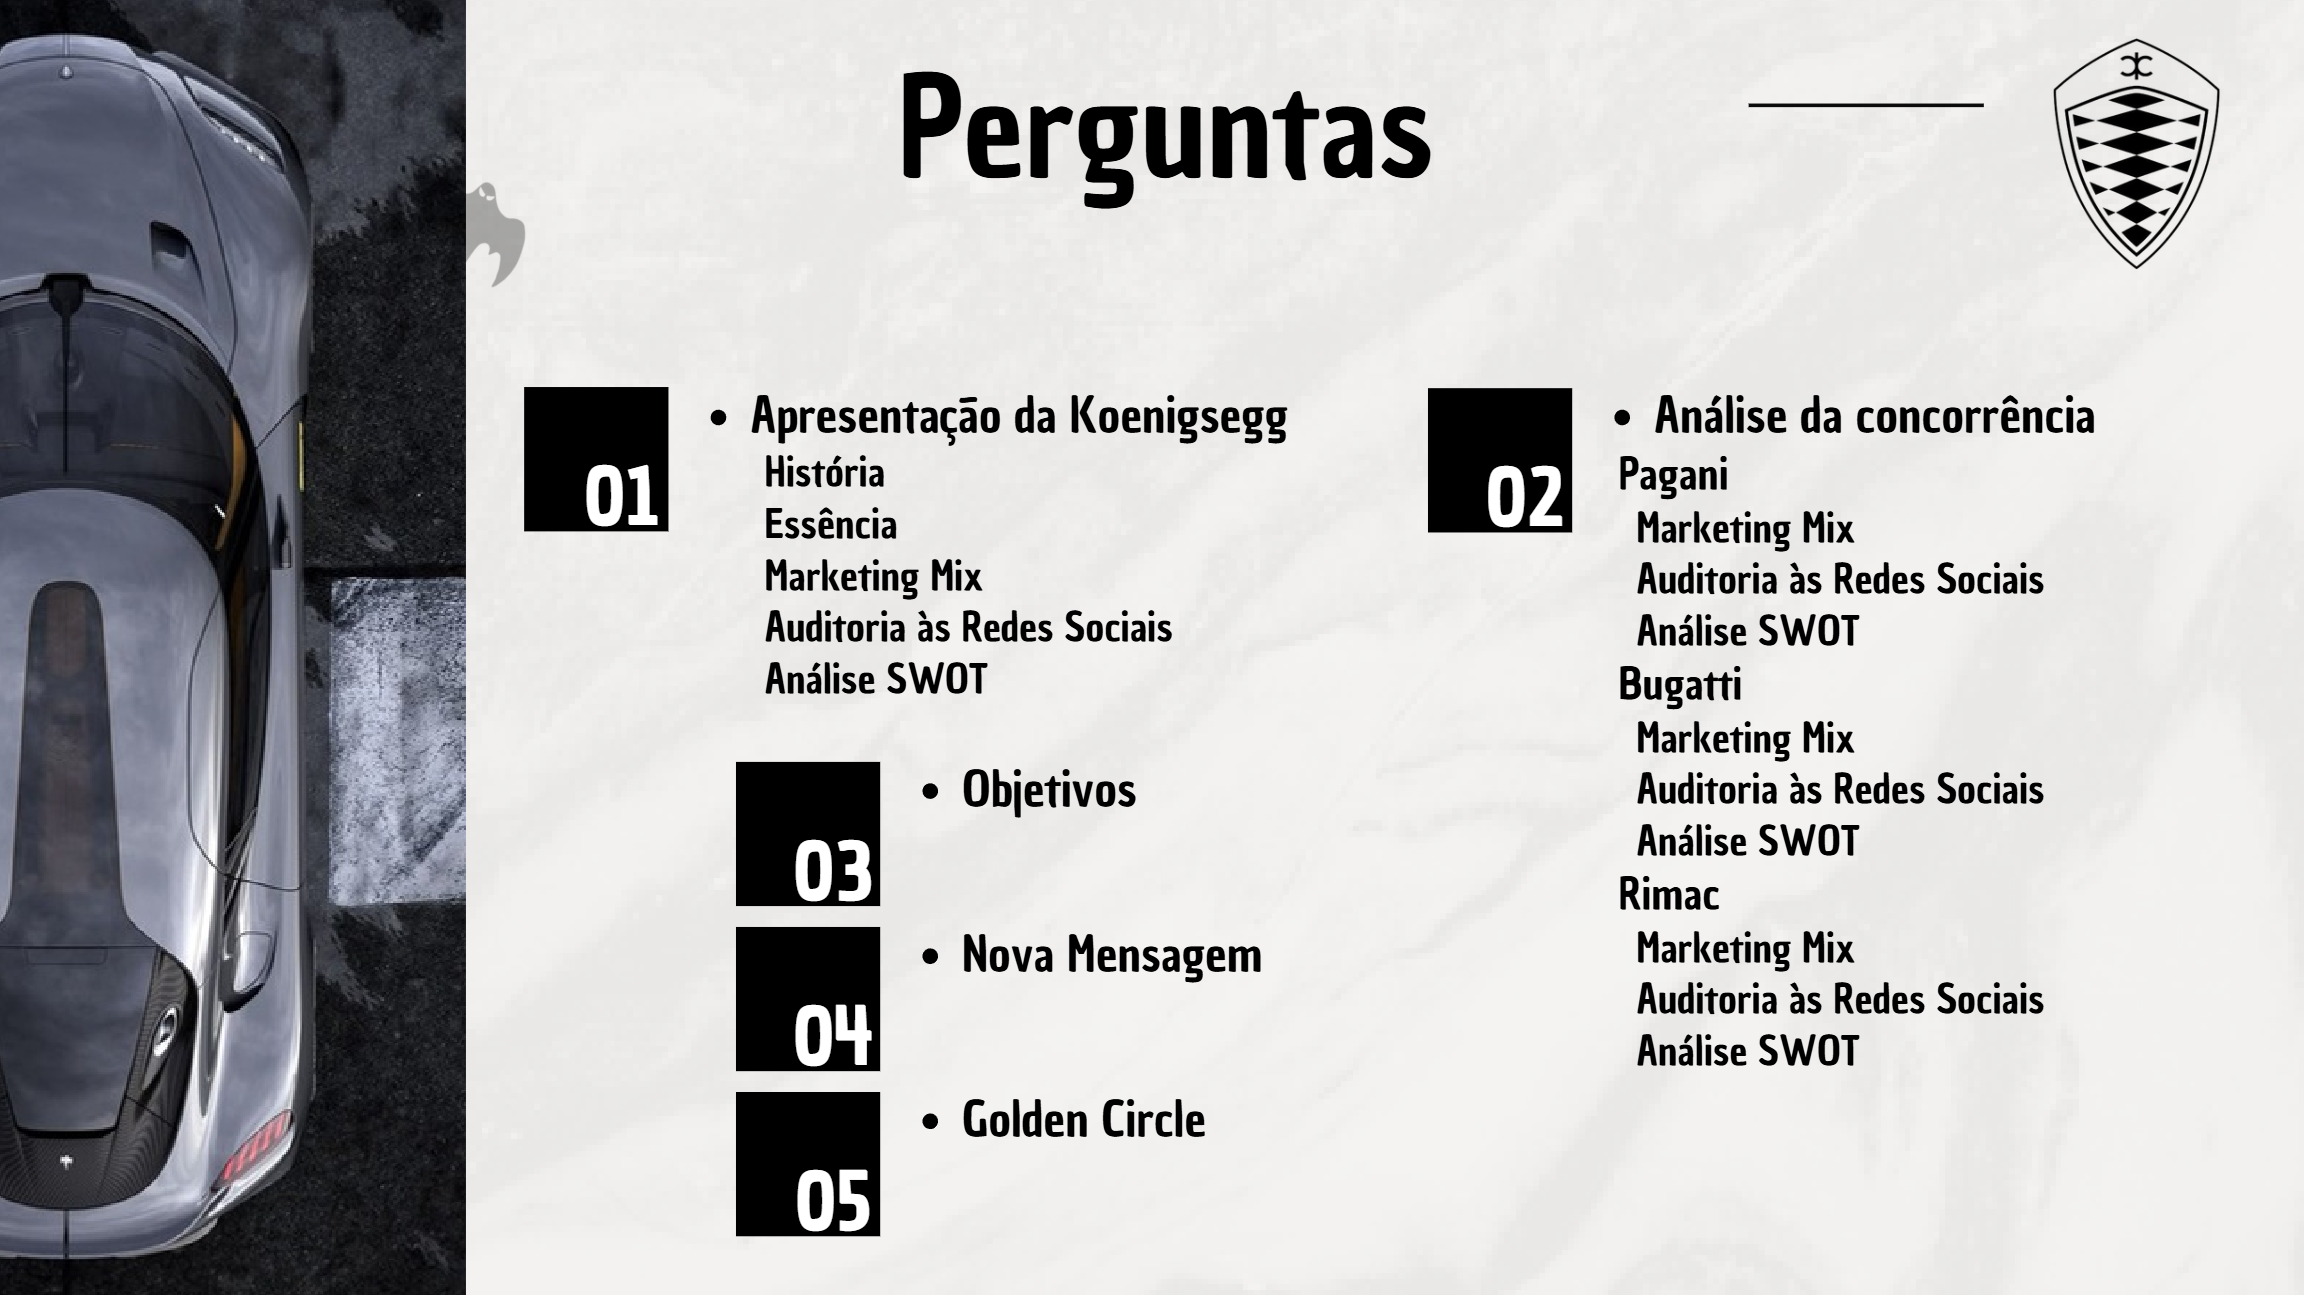 Perguntas
01
• Apresentação da Koenigsegg
História
Essência
Marketing Mix
Auditoria às Redes Sociais
Análise SWOT
02
• Análise da concorrência
Pagani
Marketing Mix
Auditoria às Redes Sociais
Análise SWOT
Bugatti
Marketing Mix
Auditoria às Redes Sociais
Análise SWOT
Rimac
Marketing Mix
Auditoria às Redes Sociais
Análise SWOT
03
• Objetivos
04
• Nova Mensagem
05
• Golden Circle